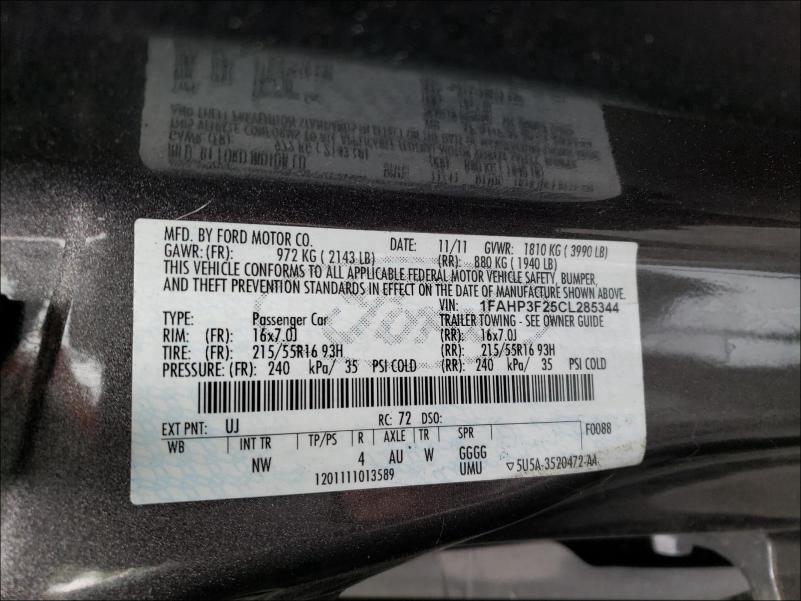 MFD. BY FORD MOTOR CO. DATE: 11/11 GVWR: 1810 KG ( 3990 LB)
GAWR: (FR): 972 KG ( 2143 LB) (RR): 880 KG ( 1940 LB)
THIS VEHICLE CONFORMS TO ALL APPLICABLE FEDERAL MOTOR VEHICLE SAFETY, BUMPER,
AND THEFT PREVENTION STANDARDS IN EFFECT ON THE DATE OF MANUFACTURE SHOWN ABOVE.
VIN: 1FAHP3F25CL285344
TYPE: Passenger Car TRAILER TOWING - SEE OWNER GUIDE
RIM: (FR): 16x7.0J (RR): 16x7.0J
TIRE: (FR): 215/55R16 93H (RR): 215/55R16 93H
PRESSURE: (FR): 240 kPa/ 35 PSI COLD (RR): 240 kPa/ 35 PSI COLD
EXT PNT: UJ RC: 72 DSO: F0088
WB INT TR TP/PS R AXLE TR SPR
NW 4 AU W GGGG
UMU
1201111013589 ▽5U5A-3520472-AA